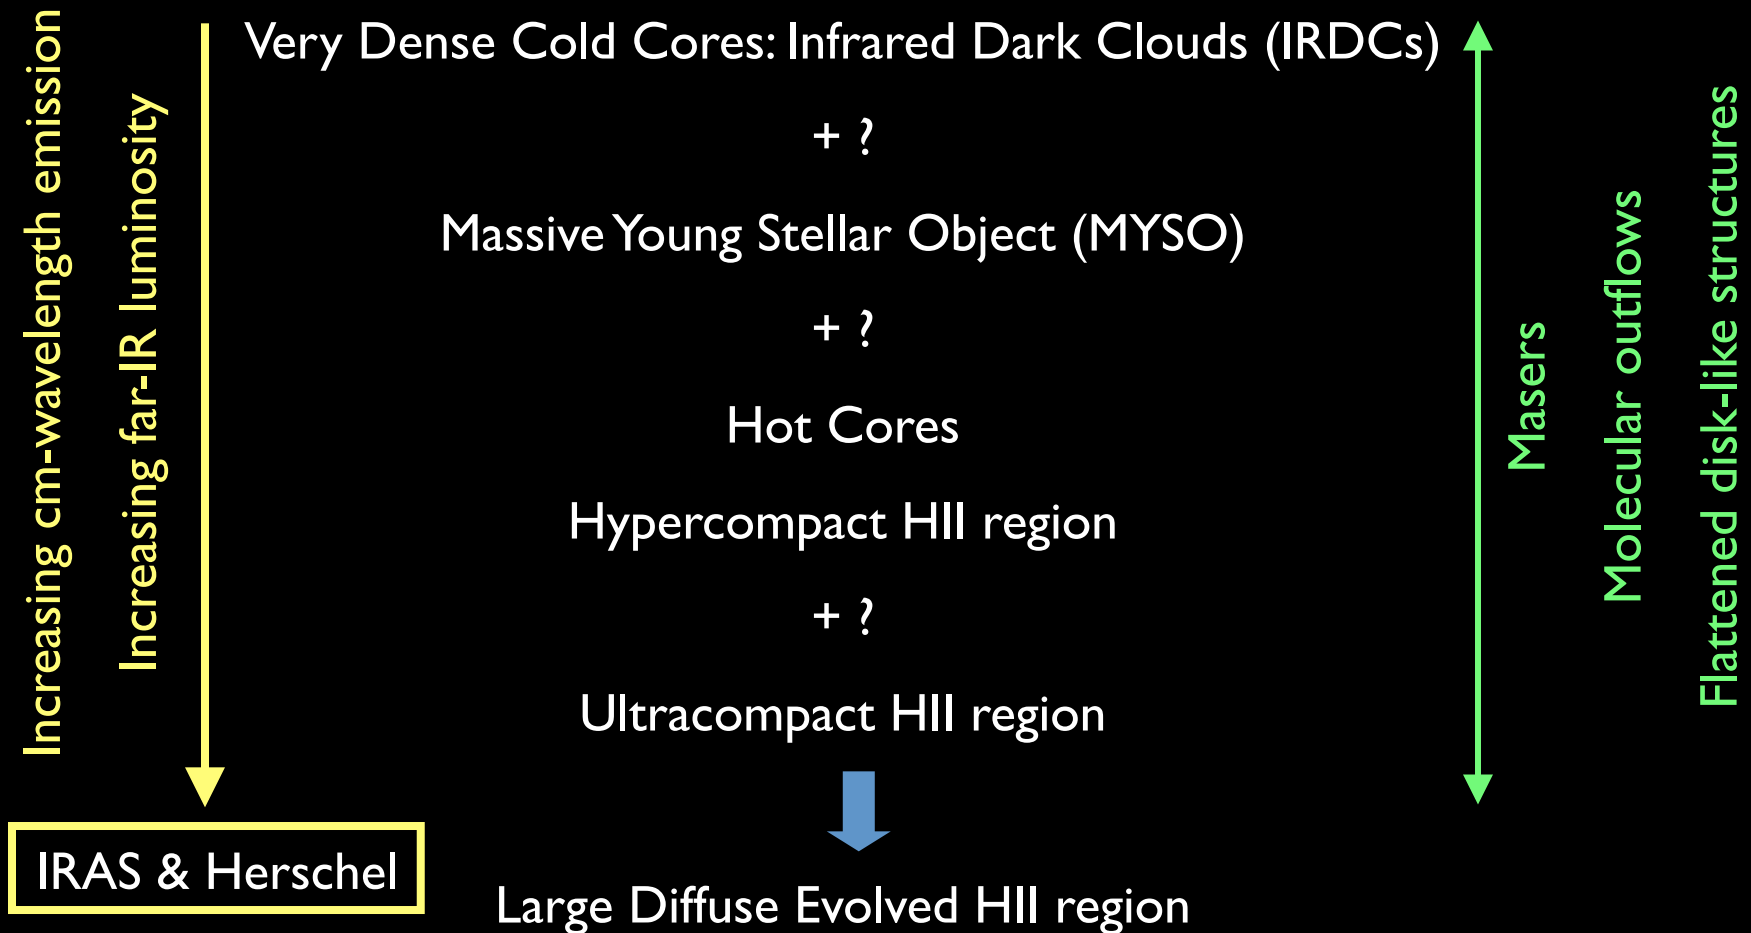 Increasing cm-wavelength emission
Increasing far-IR luminosity
Very Dense Cold Cores: Infrared Dark Clouds (IRDCs)
+ ?
Massive Young Stellar Object (MYSO)
+ ?
Hot Cores
Hypercompact HII region
+ ?
Ultracompact HII region
Large Diffuse Evolved HII region
IRAS & Herschel
Masers
Molecular outflows
Flattened disk-like structures